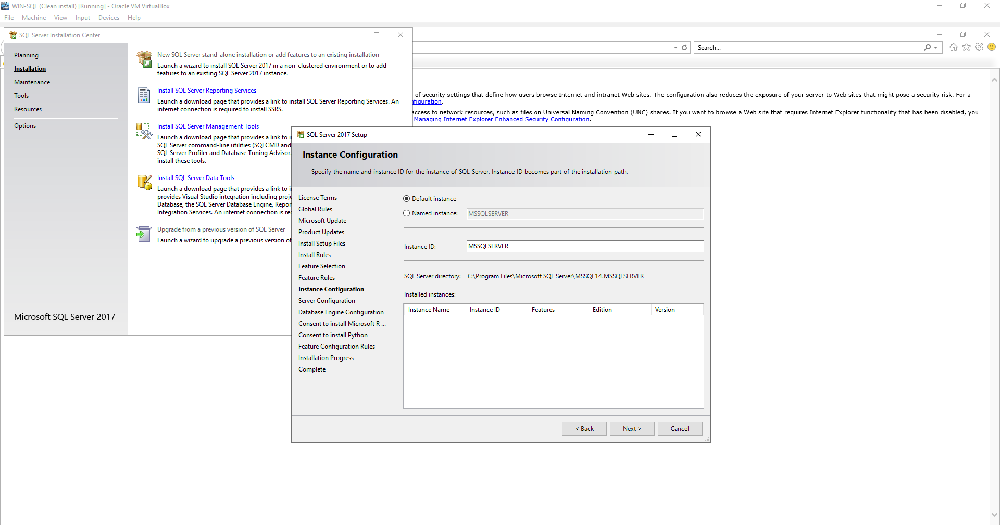 WIN-SQL (Clean install) [Running] - Oracle VM VirtualBox
File Machine View Input Devices Help
SQL Server Installation Center
Planning
Installation
Maintenance
Tools
Resources
Options
Microsoft SQL Server 2017
New SQL Server stand-alone installation or add features to an existing installation
Launch a wizard to install SQL Server 2017 in a non-clustered environment or to add
features to an existing SQL Server 2017 instance.
Install SQL Server Reporting Services
Launch a download page that provides a link to install SQL Server Reporting Services. An
internet connection is required to install SSRS.
Install SQL Server Management Tools
Launch a download page that provides a link to i
SQL Server command-line utilities (SQLCMD and
SQL Server Profiler and Database Tuning Advisor.
install these tools.
Install SQL Server Data Tools
Launch a download page that provides a link to i
provides Visual Studio integration including proje
Database, the SQL Server Database Engine, Repor
Integration Services. An internet connection is re
Upgrade from a previous version of SQL Server
Launch a wizard to upgrade a previous version of
Search...
of security settings that define how users browse Internet and intranet Web sites. The configuration also reduces the exposure of your server to Web sites that might pose a security risk. For a
nfiguration.
access to network resources, such as files on Universal Naming Convention (UNC) shares. If you want to browse a Web site that requires Internet Explorer functionality that has been disabled, you
Managing Internet Explorer Enhanced Security Configuration.
SQL Server 2017 Setup
Instance Configuration
Specify the name and instance ID for the instance of SQL Server. Instance ID becomes part of the installation path.
License Terms
Global Rules
Microsoft Update
Product Updates
Install Setup Files
Install Rules
Feature Selection
Feature Rules
Instance Configuration
Server Configuration
Database Engine Configuration
Consent to install Microsoft R ...
Consent to install Python
Feature Configuration Rules
Installation Progress
Complete
Default instance
Named instance: MSSQLSERVER
Instance ID: MSSQLSERVER
SQL Server directory: C:\Program Files\Microsoft SQL Server\MSSQL14.MSSQLSERVER
Installed instances:
Instance Name Instance ID Features Edition Version
< Back Next > Cancel